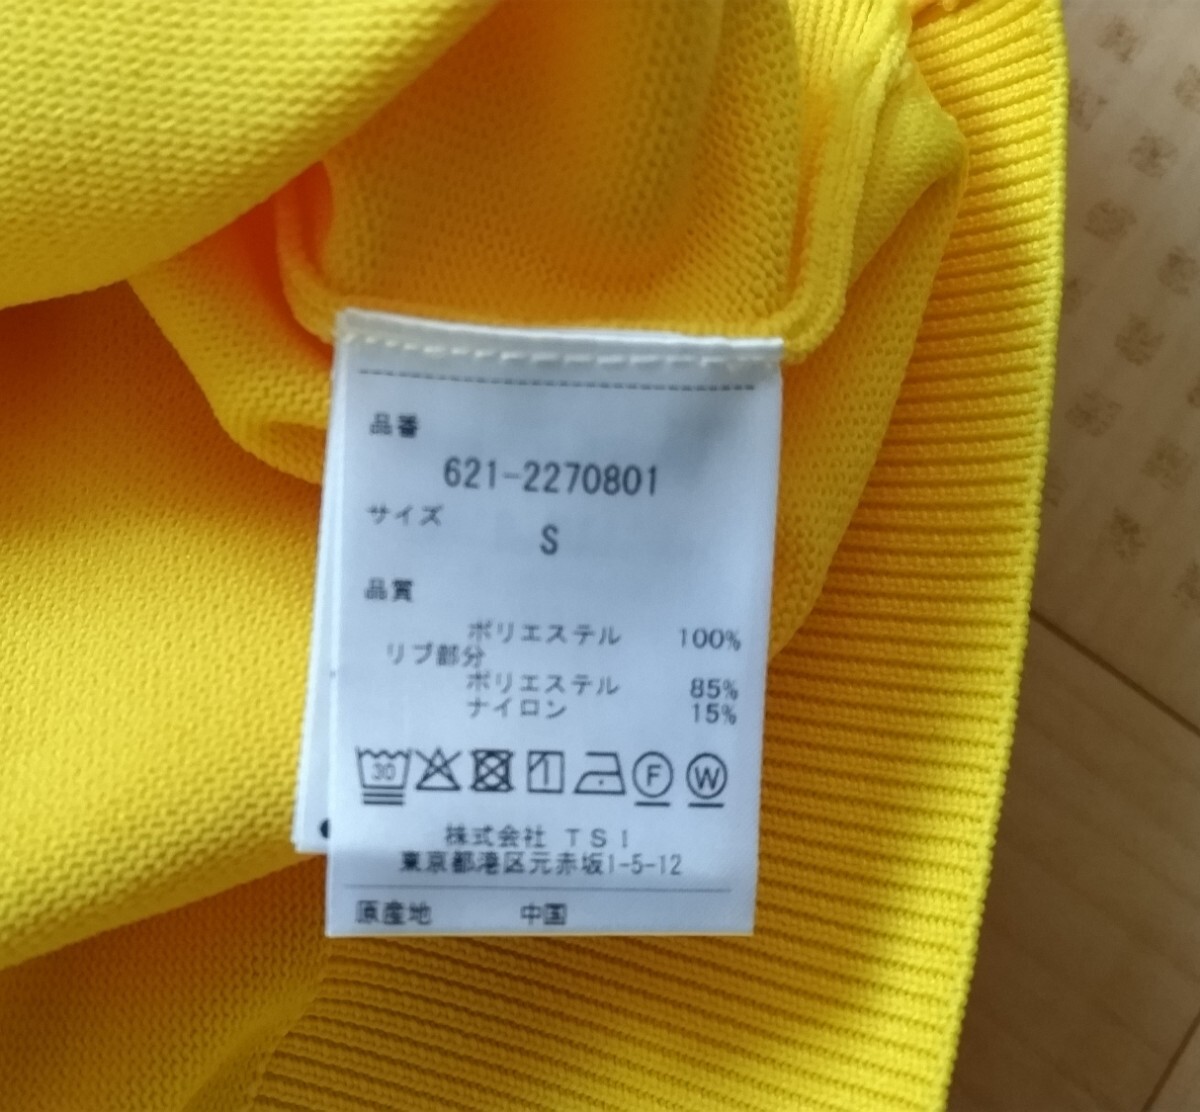 品番
621-2270801
サイズ
S
品質
ポリエステル 100%
リブ部分
ポリエステル 85%
ナイロン 15%
30 F W
株式会社 TSI
東京都港区元赤坂1-5-12
原産地 中国